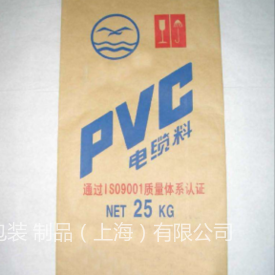 PVC
电缆料
通过ISO9001质量体系认证
NET 25 KG
包装 制品（上海）有限公司